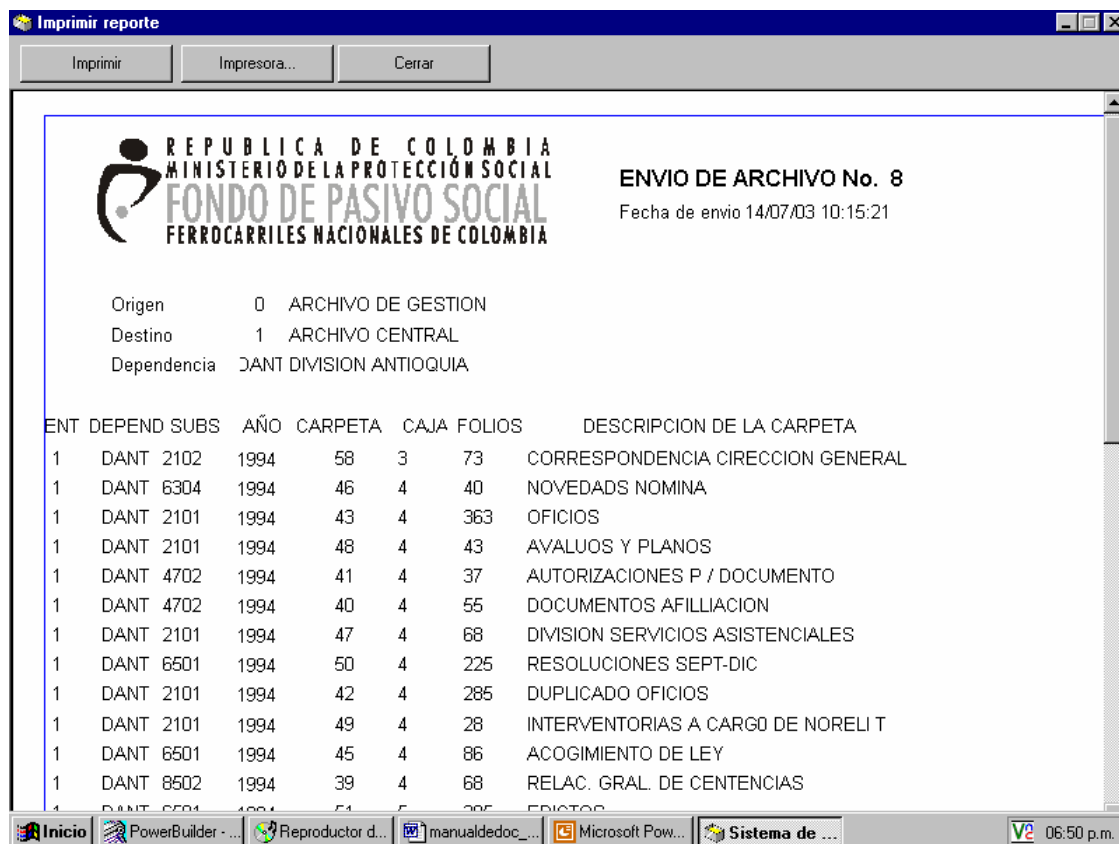 Imprimir reporte
Imprimir Impresora... Cerrar
REPUBLICA DE COLOMBIA
MINISTERIO DE LA PROTECCIÓN SOCIAL
FONDO DE PASIVO SOCIAL
FERROCARRILES NACIONALES DE COLOMBIA
ENVIO DE ARCHIVO No. 8
Fecha de envio 14/07/03 10:15:21
Origen 0 ARCHIVO DE GESTION
Destino 1 ARCHIVO CENTRAL
Dependencia DANT DIVISION ANTIOQUIA
ENT DEPEND SUBS AÑO CARPETA CAJA FOLIOS DESCRIPCION DE LA CARPETA
1 DANT 2102 1994 58 3 73 CORRESPONDENCIA CIRECCION GENERAL
1 DANT 6304 1994 46 4 40 NOVEDADS NOMINA
1 DANT 2101 1994 43 4 363 OFICIOS
1 DANT 2101 1994 48 4 43 AVALUOS Y PLANOS
1 DANT 4702 1994 41 4 37 AUTORIZACIONES P / DOCUMENTO
1 DANT 4702 1994 40 4 55 DOCUMENTOS AFILLIACION
1 DANT 2101 1994 47 4 68 DIVISION SERVICIOS ASISTENCIALES
1 DANT 6501 1994 50 4 225 RESOLUCIONES SEPT-DIC
1 DANT 2101 1994 42 4 285 DUPLICADO OFICIOS
1 DANT 2101 1994 49 4 28 INTERVENTORIAS A CARG0 DE NORELI T
1 DANT 6501 1994 45 4 86 ACOGIMIENTO DE LEY
1 DANT 8502 1994 39 4 68 RELAC. GRAL. DE CENTENCIAS
Inicio PowerBuilder - ... Reproductor d... manualdedoc_... Microsoft Pow... Sistema de ... 06:50 p.m.